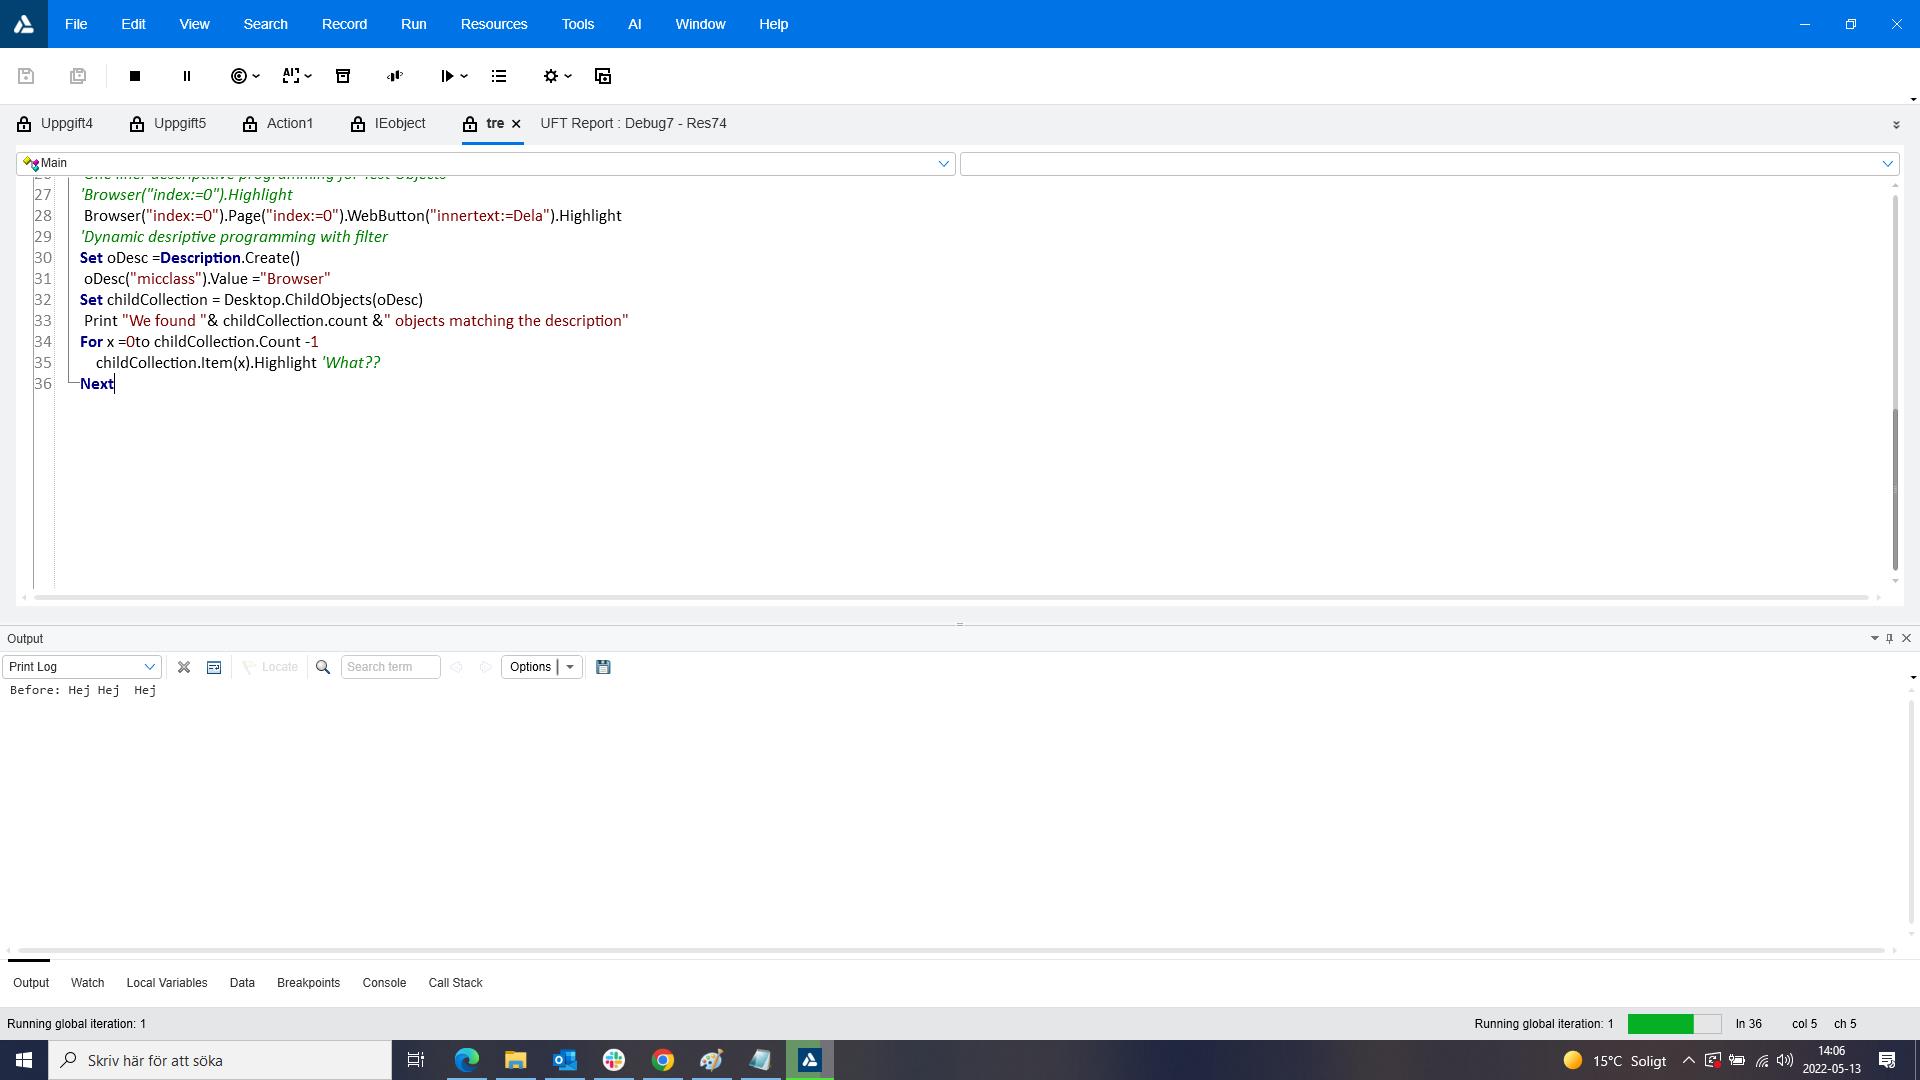 File Edit View Search Record Run Resources Tools AI Window Help
AI
Uppgift4 Uppgift5 Action1 IEobject tre UFT Report : Debug7 - Res74
Main
27 'Browser("index:=0").Highlight
28 Browser("index:=0").Page("index:=0").WebButton("innertext:=Dela").Highlight
29 'Dynamic desriptive programming with filter
30 Set oDesc =Description.Create()
31 oDesc("micclass").Value ="Browser"
32 Set childCollection = Desktop.ChildObjects(oDesc)
33 Print "We found "& childCollection.count &" objects matching the description"
34 For x =0to childCollection.Count -1
35 childCollection.Item(x).Highlight 'What??
36 Next
Output
Print Log Locate Search term Options
Before: Hej Hej  Hej
Output Watch Local Variables Data Breakpoints Console Call Stack
Running global iteration: 1 Running global iteration: 1 ln 36 col 5 ch 5
Skriv här för att söka 15°C Soligt 14:06
2022-05-13